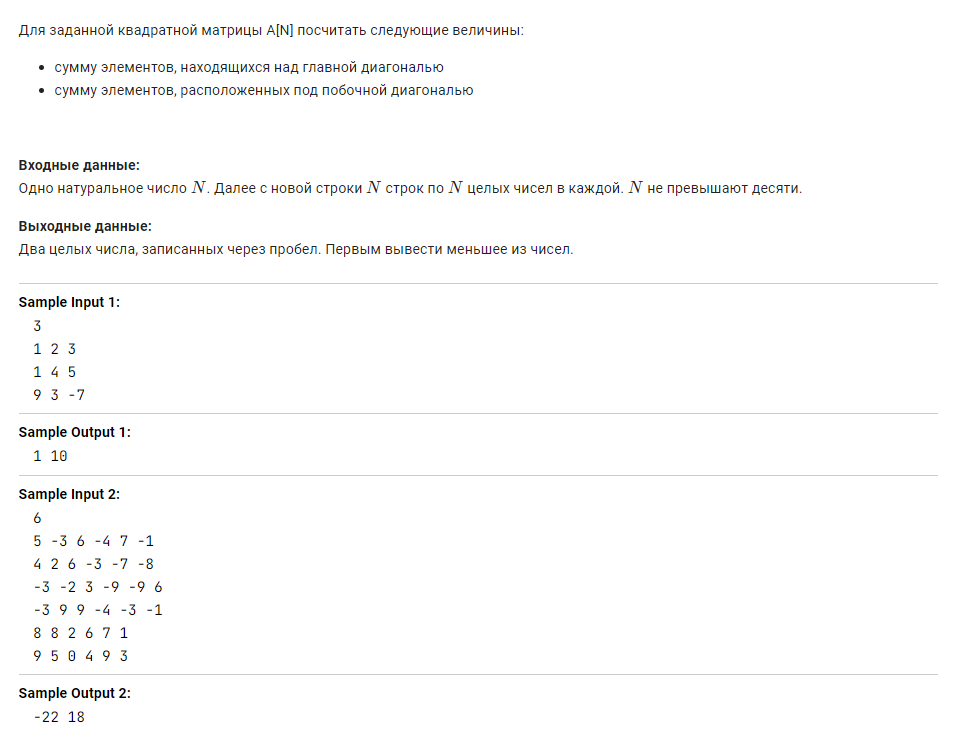 Для заданной квадратной матрицы A[N] посчитать следующие величины:
• сумму элементов, находящихся над главной диагональю
• сумму элементов, расположенных под побочной диагональю
Входные данные:
Одно натуральное число N. Далее с новой строки N строк по N целых чисел в каждой. N не превышают десяти.
Выходные данные:
Два целых числа, записанных через пробел. Первым вывести меньшее из чисел.
Sample Input 1:
3
1 2 3
1 4 5
9 3 -7
Sample Output 1:
1 10
Sample Input 2:
6
5 -3 6 -4 7 -1
4 2 6 -3 -7 -8
-3 -2 3 -9 -9 6
-3 9 9 -4 -3 -1
8 8 2 6 7 1
9 5 0 4 9 3
Sample Output 2:
-22 18